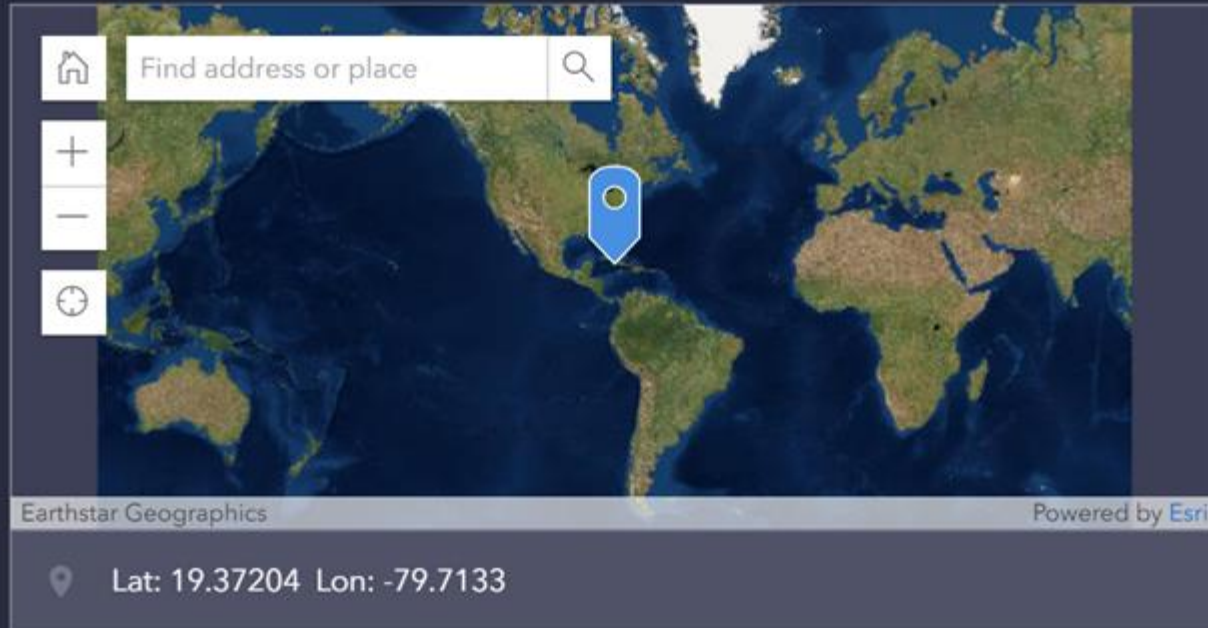 Find address or place
Earthstar Geographics
Powered by Esri
Lat: 19.37204 Lon: -79.7133